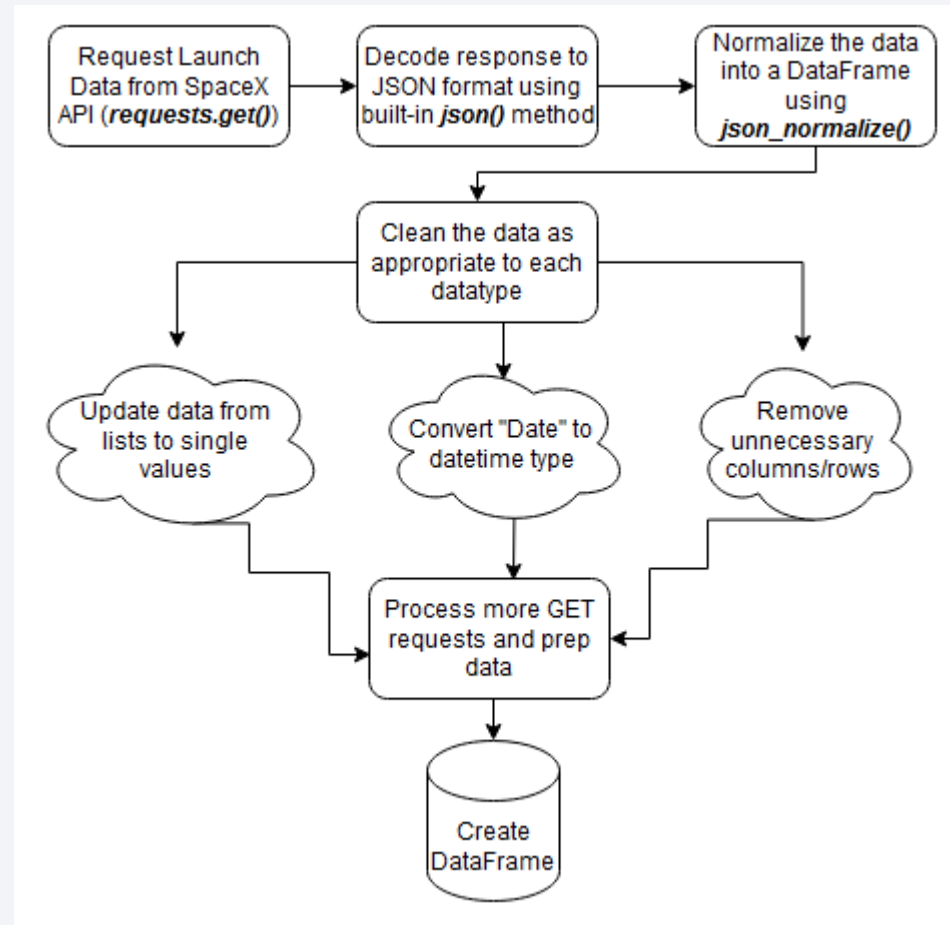 Request Launch
Data from SpaceX
API (requests.get())
Decode response to
JSON format using
built-in json() method
Normalize the data
into a DataFrame
using
json_normalize()
Clean the data as
appropriate to each
datatype
Update data from
lists to single
values
Convert "Date" to
datetime type
Remove
unnecessary
columns/rows
Process more GET
requests and prep
data
Create
DataFrame